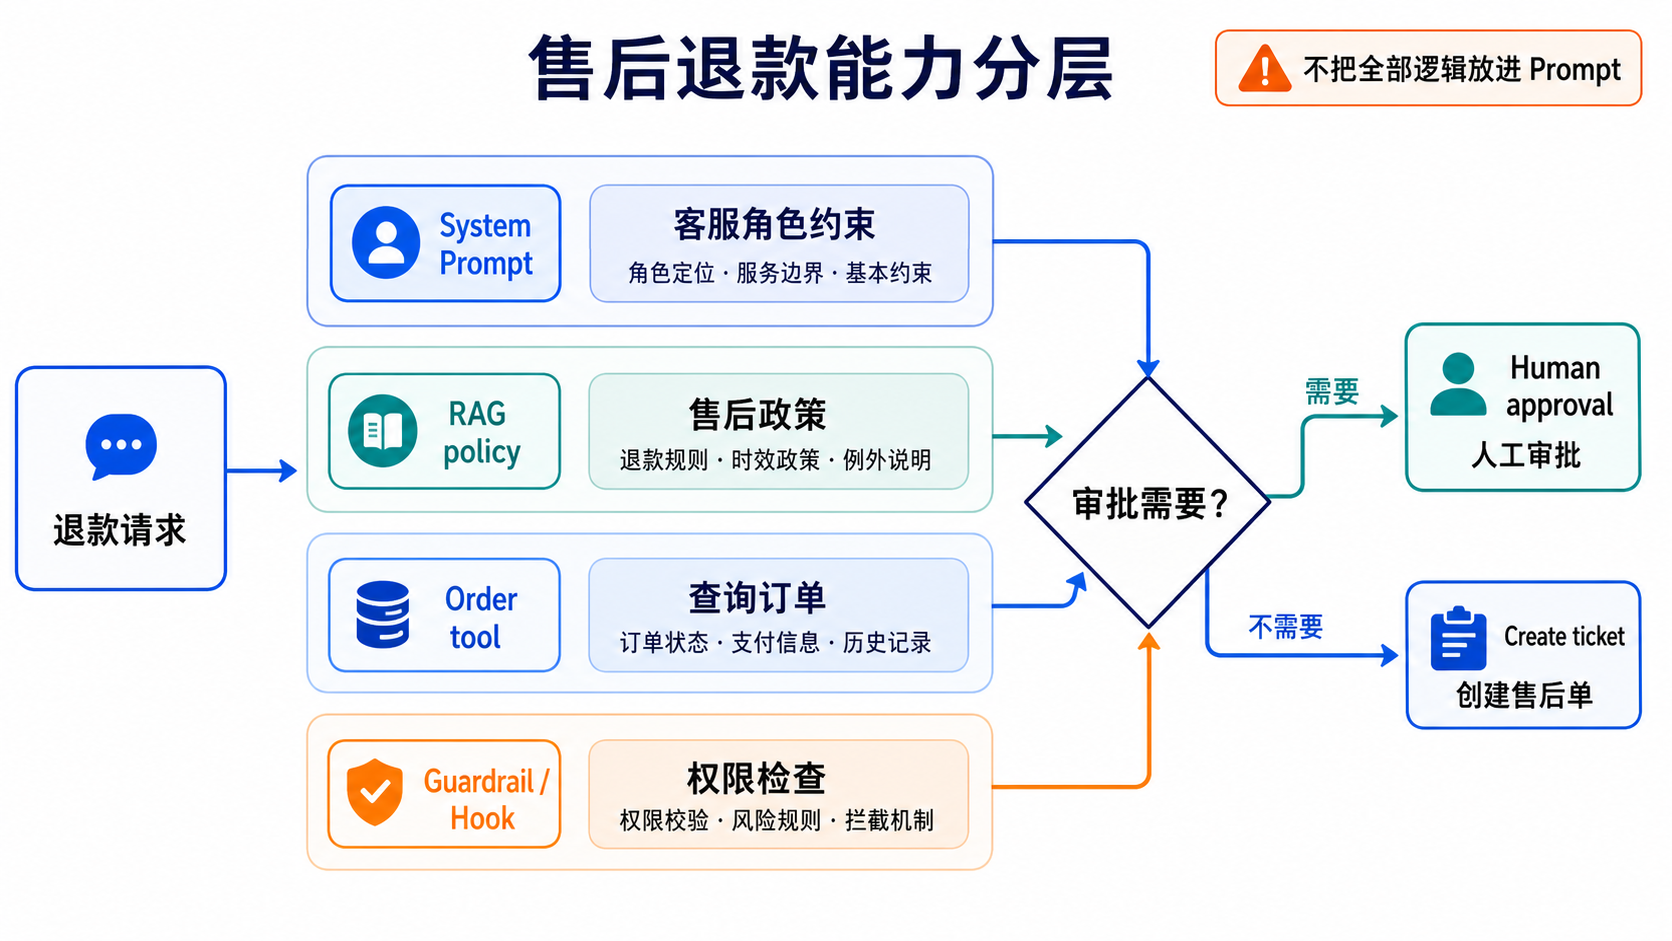 售后退款能力分层
不把全部逻辑放进 Prompt
退款请求
System
Prompt
客服角色约束
角色定位 · 服务边界 · 基本约束
RAG
policy
售后政策
退款规则 · 时效政策 · 例外说明
Order
tool
查询订单
订单状态 · 支付信息 · 历史记录
Guardrail /
Hook
权限检查
权限校验 · 风险规则 · 拦截机制
审批需要?
需要
Human
approval
人工审批
不需要
Create ticket
创建售后单